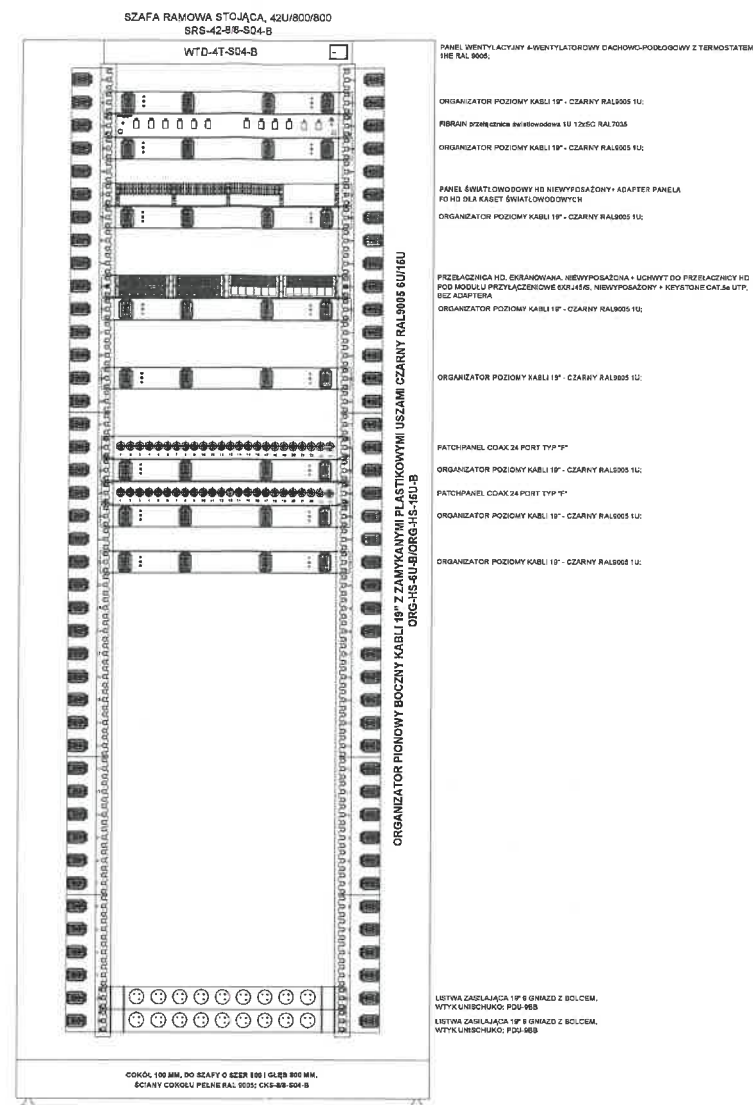 SZAFA RAMOWA STOJĄCA, 42U/800/800
SRS-42-8/8-S04-B
WTD-4T-S04-B
PANEL WENTYLACYJNY 4-WENTYLATOROWY DACHOWO-PODŁOGOWY Z TERMOSTATEM
1HE RAL 9005;
ORGANIZATOR POZIOMY KABLI 19" - CZARNY RAL9005 1U;
FIBRAIN przełącznica światłowodowa 1U 12xSC RAL7035
ORGANIZATOR POZIOMY KABLI 19" - CZARNY RAL9005 1U;
PANEL ŚWIATŁOWODOWY HD NIEWYPOSAŻONY+ ADAPTER PANELA
FO HD DLA KASET ŚWIATŁOWODOWYCH
ORGANIZATOR POZIOMY KABLI 19" - CZARNY RAL9005 1U;
PRZEŁĄCZNICA HD, EKRANOWANA, NIEWYPOSAŻONA + UCHWYT DO PRZEŁĄCZNICY HD
POD MODUŁU PRZYŁĄCZENIOWE 6XRJ45/S, NIEWYPOSAŻONY + KEYSTONE CAT.5e UTP,
BEZ ADAPTERA
ORGANIZATOR POZIOMY KABLI 19" - CZARNY RAL9005 1U;
ORGANIZATOR POZIOMY KABLI 19" - CZARNY RAL9005 1U;
PATCHPANEL COAX 24 PORT TYP "F"
ORGANIZATOR POZIOMY KABLI 19" - CZARNY RAL9005 1U;
PATCHPANEL COAX 24 PORT TYP "F"
ORGANIZATOR POZIOMY KABLI 19" - CZARNY RAL9005 1U;
ORGANIZATOR POZIOMY KABLI 19" - CZARNY RAL9005 1U;
ORGANIZATOR PIONOWY BOCZNY KABLI 19" Z ZAMYKANYMI PLASTIKOWYMI USZAMI CZARNY RAL9005 6U/16U
ORG-HS-6U-B/ORG-HS-16U-B
LISTWA ZASILAJĄCA 19" 9 GNIAZD Z BOLCEM,
WTYK UNISCHUKO; PDU-9BB
LISTWA ZASILAJĄCA 19" 9 GNIAZD Z BOLCEM,
WTYK UNISCHUKO; PDU-9BB
COKÓŁ 100 MM, DO SZAFY O SZER 800 I GŁĘB 800 MM,
ŚCIANY COKOŁU PEŁNE RAL 9005; CKS-8/8-S04-B